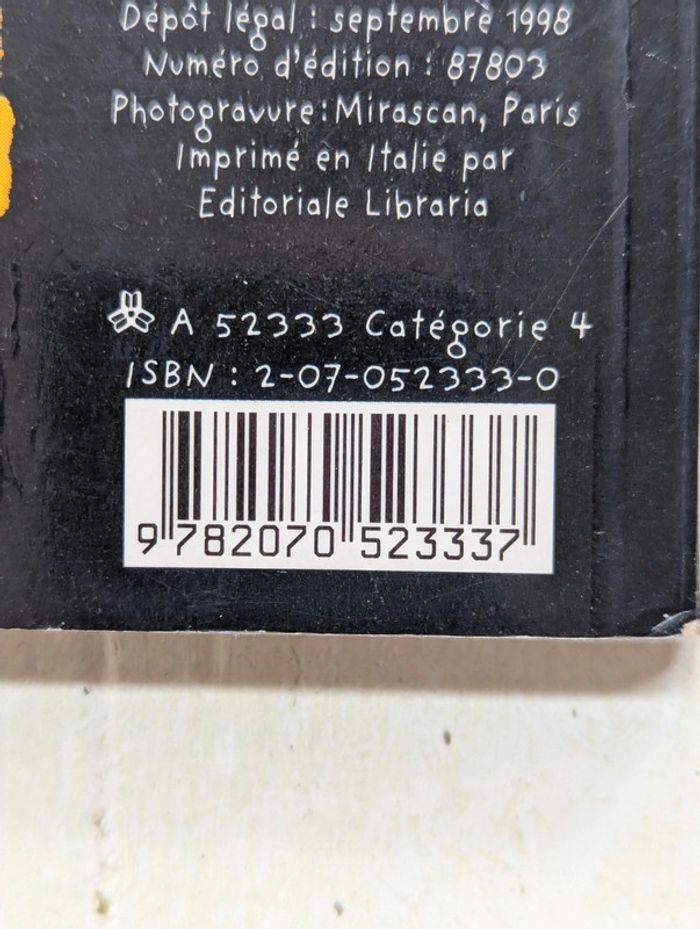 Dépôt légal : septembre 1998
Numéro d'édition : 87803
Photogravure : Mirascan, Paris
Imprimé en Italie par
Editoriale Libraria
A 52333 Catégorie 4
ISBN : 2-07-052333-0
9 782070 523337